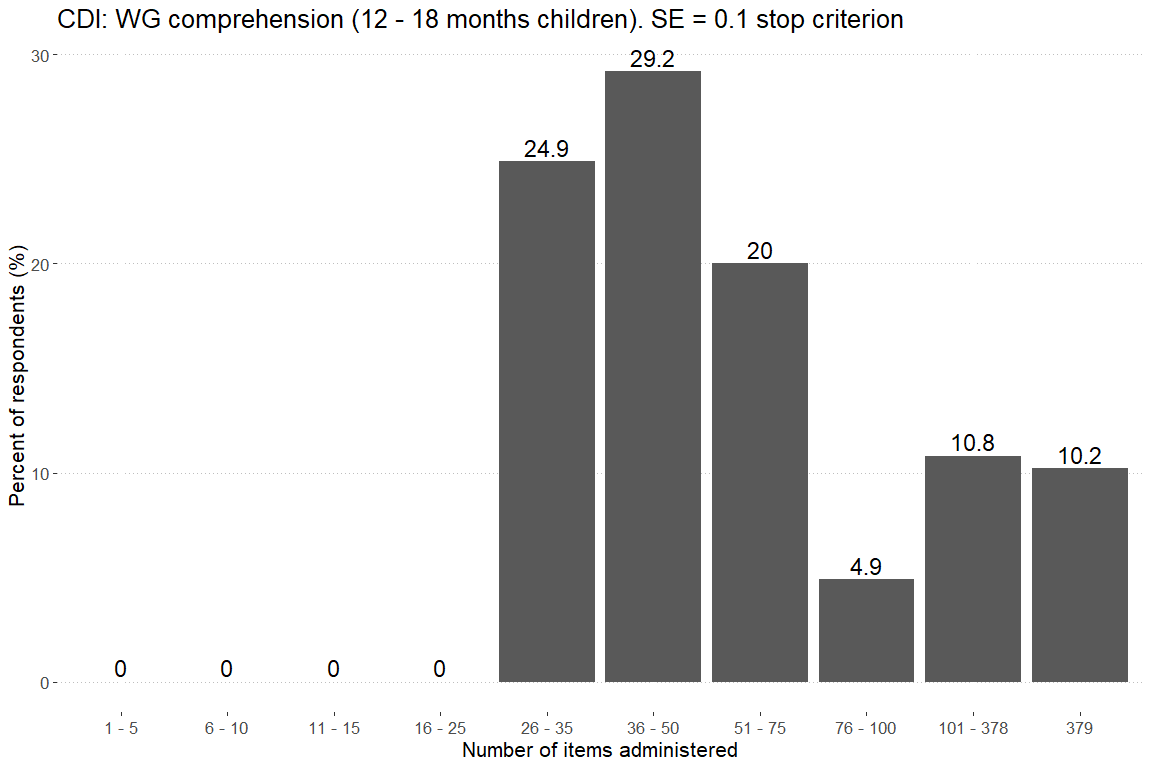 CDI: WG comprehension (12 - 18 months children). SE = 0.1 stop criterion
Percent of respondents (%)
30
20
10
0
0
0
0
0
24.9
29.2
20
4.9
10.8
10.2
1 - 5
6 - 10
11 - 15
16 - 25
26 - 35
36 - 50
51 - 75
76 - 100
101 - 378
379
Number of items administered